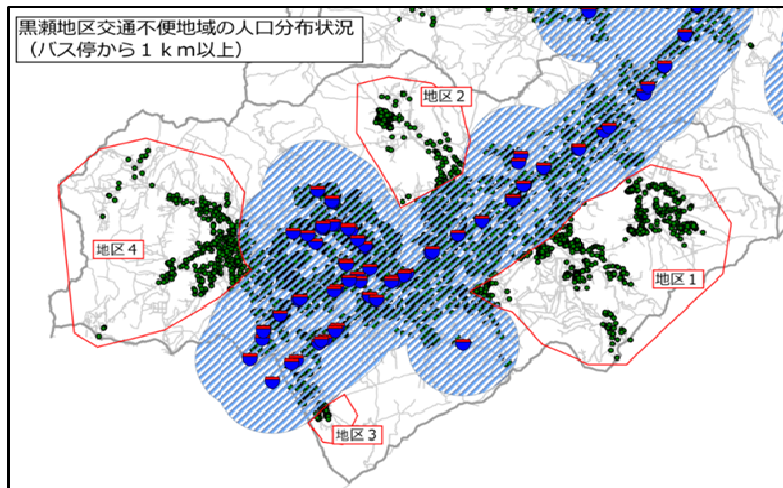 黒瀬地区交通不便地域の人口分布状況
（バス停から１ｋｍ以上）
地区２
地区４
地区１
地区３